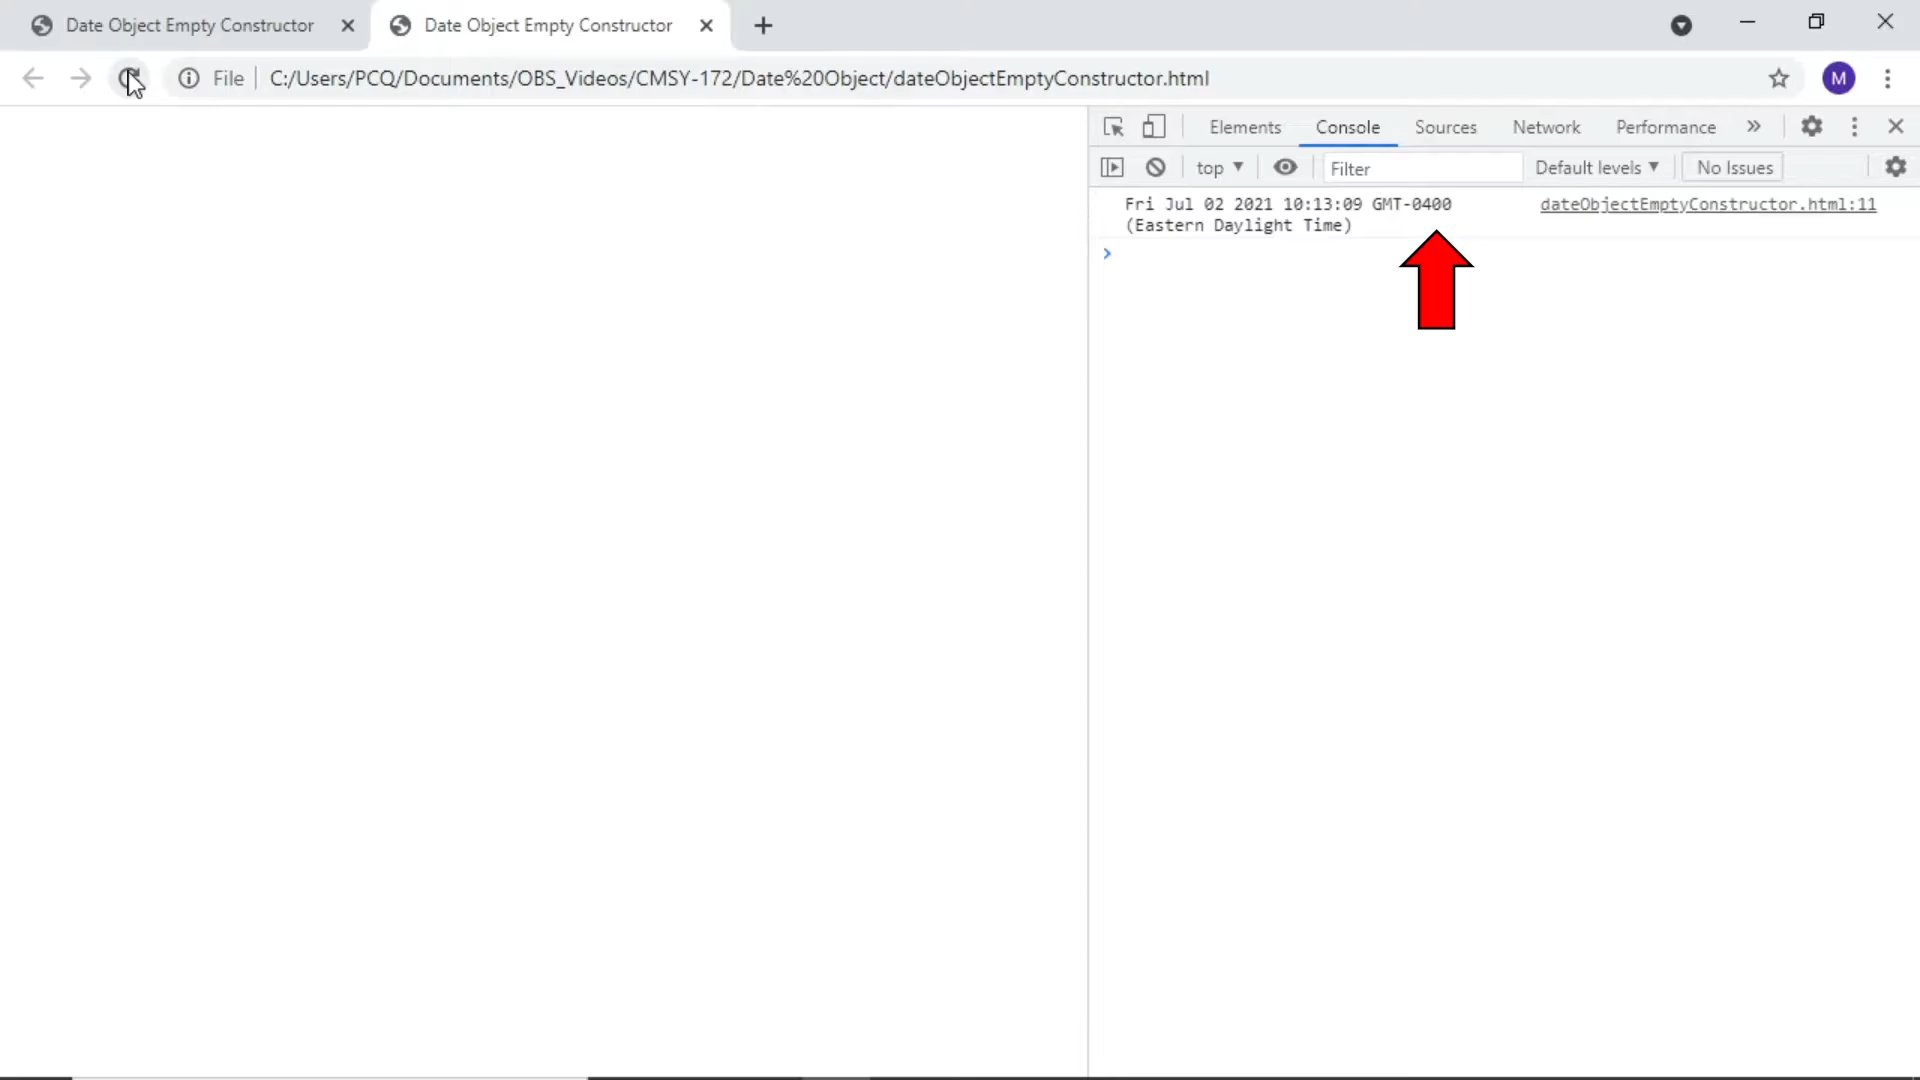 Date Object Empty Constructor
Date Object Empty Constructor
File
C:/Users/PCQ/Documents/OBS_Videos/CMSY-172/Date%20Object/dateObjectEmptyConstructor.html
M
Elements Console Sources Network Performance
top Filter Default levels No Issues
Fri Jul 02 2021 10:13:09 GMT-0400 dateObjectEmptyConstructor.html:11
(Eastern Daylight Time)